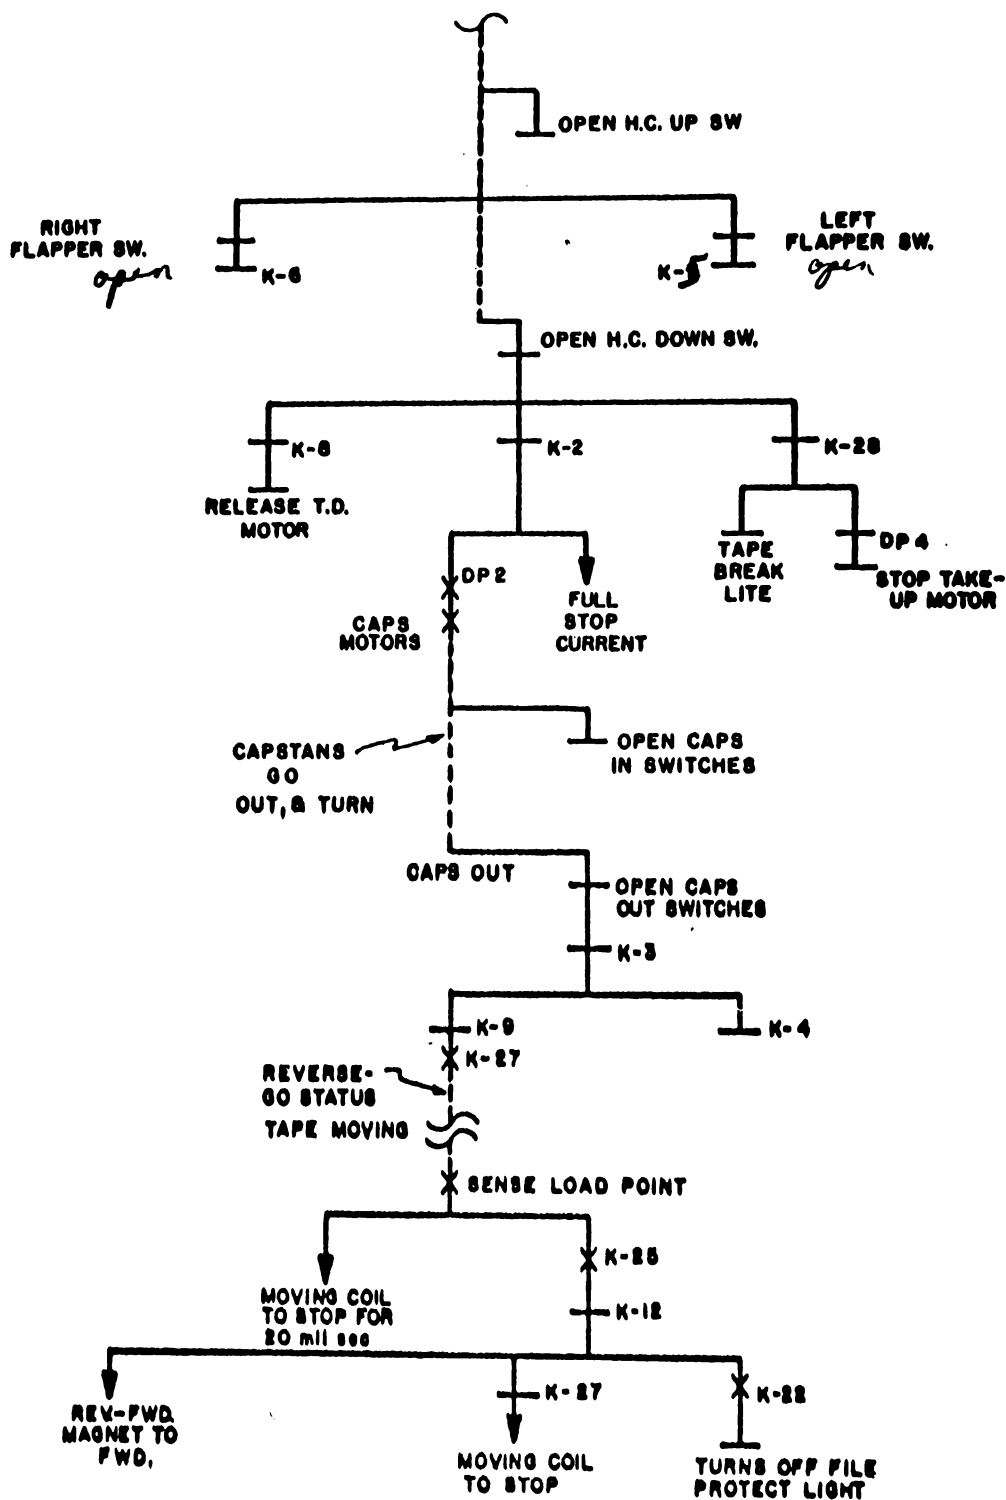 OPEN H.C. UP SW
RIGHT
FLAPPER SW.
open
K-6
LEFT
FLAPPER SW.
open
K-5
OPEN H.C. DOWN SW.
K-8
RELEASE T.D.
MOTOR
K-2
K-28
TAPE
BREAK
LITE
DP 4
STOP TAKE-
UP MOTOR
DP2
CAPS
MOTORS
FULL
STOP
CURRENT
CAPSTANS
GO
OUT, & TURN
OPEN CAPS
IN SWITCHES
CAPS OUT
OPEN CAPS
OUT SWITCHES
K-3
K-9
K-4
K-27
REVERSE-
GO STATUS
TAPE MOVING
SENSE LOAD POINT
K-25
MOVING COIL
TO STOP FOR
20 mil sec
K-12
K-27
K-22
REV-FWD.
MAGNET TO
FWD.
MOVING COIL
TO STOP
TURNS OFF FILE
PROTECT LIGHT